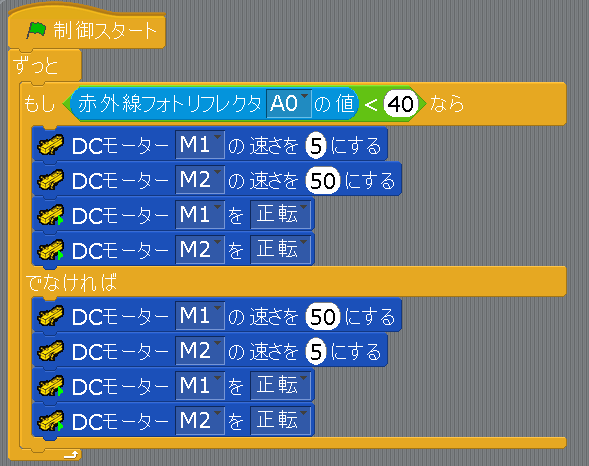 制御スタート
ずっと
もし 赤外線フォトリフレクタ A0 の値 < 40 なら
DCモーター M1 の速さを 5 にする
DCモーター M2 の速さを 50 にする
DCモーター M1 を 正転
DCモーター M2 を 正転
でなければ
DCモーター M1 の速さを 50 にする
DCモーター M2 の速さを 5 にする
DCモーター M1 を 正転
DCモーター M2 を 正転